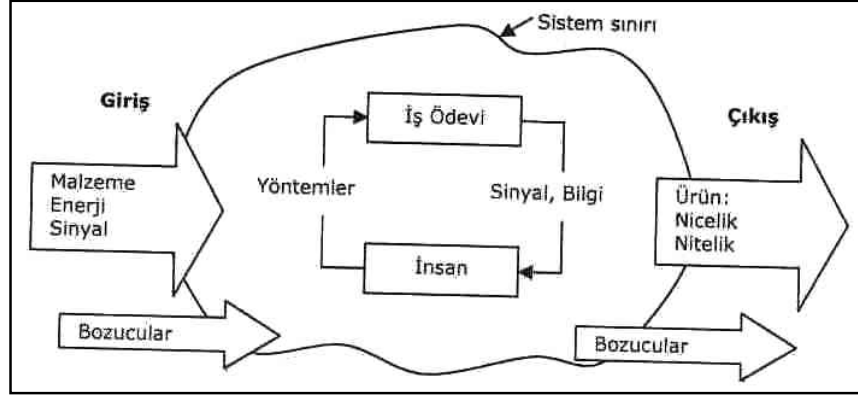 Sistem sınırı
Giriş
İş Ödevi
Çıkış
Malzeme
Enerji
Sinyal
Yöntemler
Sinyal, Bilgi
Ürün:
Nicelik
Nitelik
İnsan
Bozucular
Bozucular